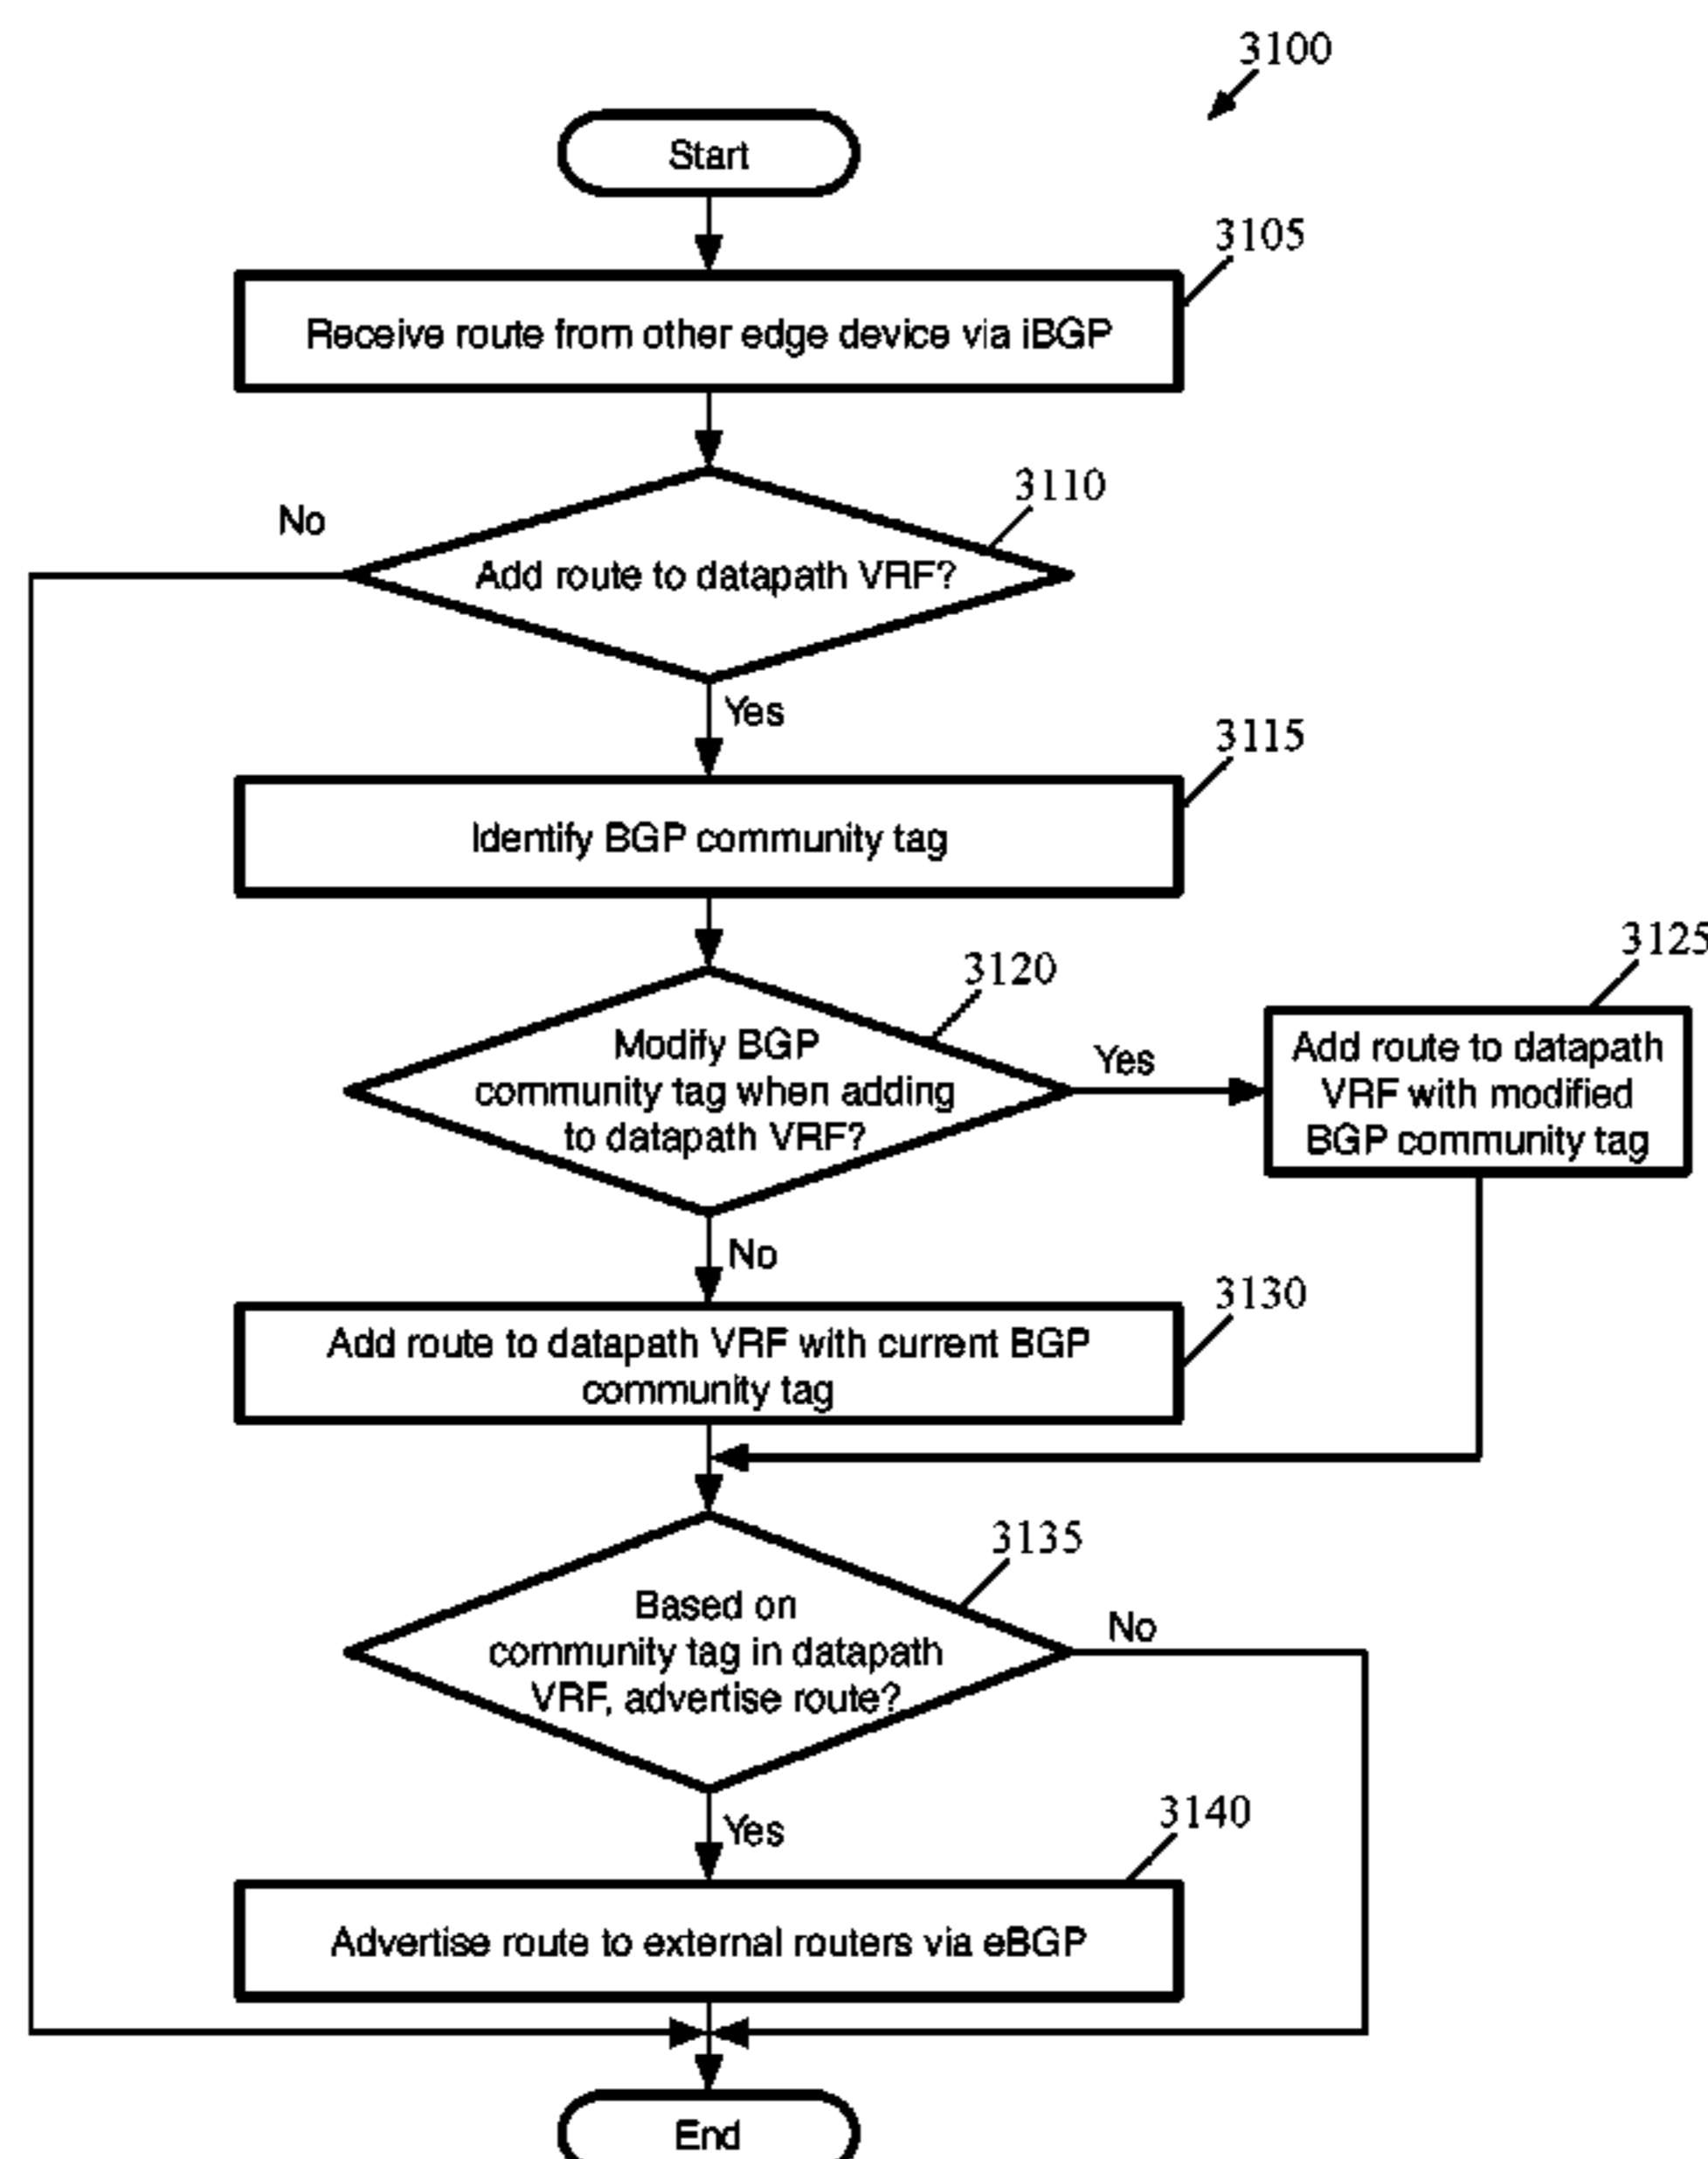 3100
Start
3105
Receive route from other edge device via iBGP
3110
No
Add route to datapath VRF?
Yes
3115
Identify BGP community tag
3120
Modify BGP
community tag when adding
to datapath VRF?
Yes
3125
Add route to datapath
VRF with modified
BGP community tag
No
3130
Add route to datapath VRF with current BGP
community tag
3135
Based on
community tag in datapath
VRF, advertise route?
No
Yes
3140
Advertise route to external routers via eBGP
End